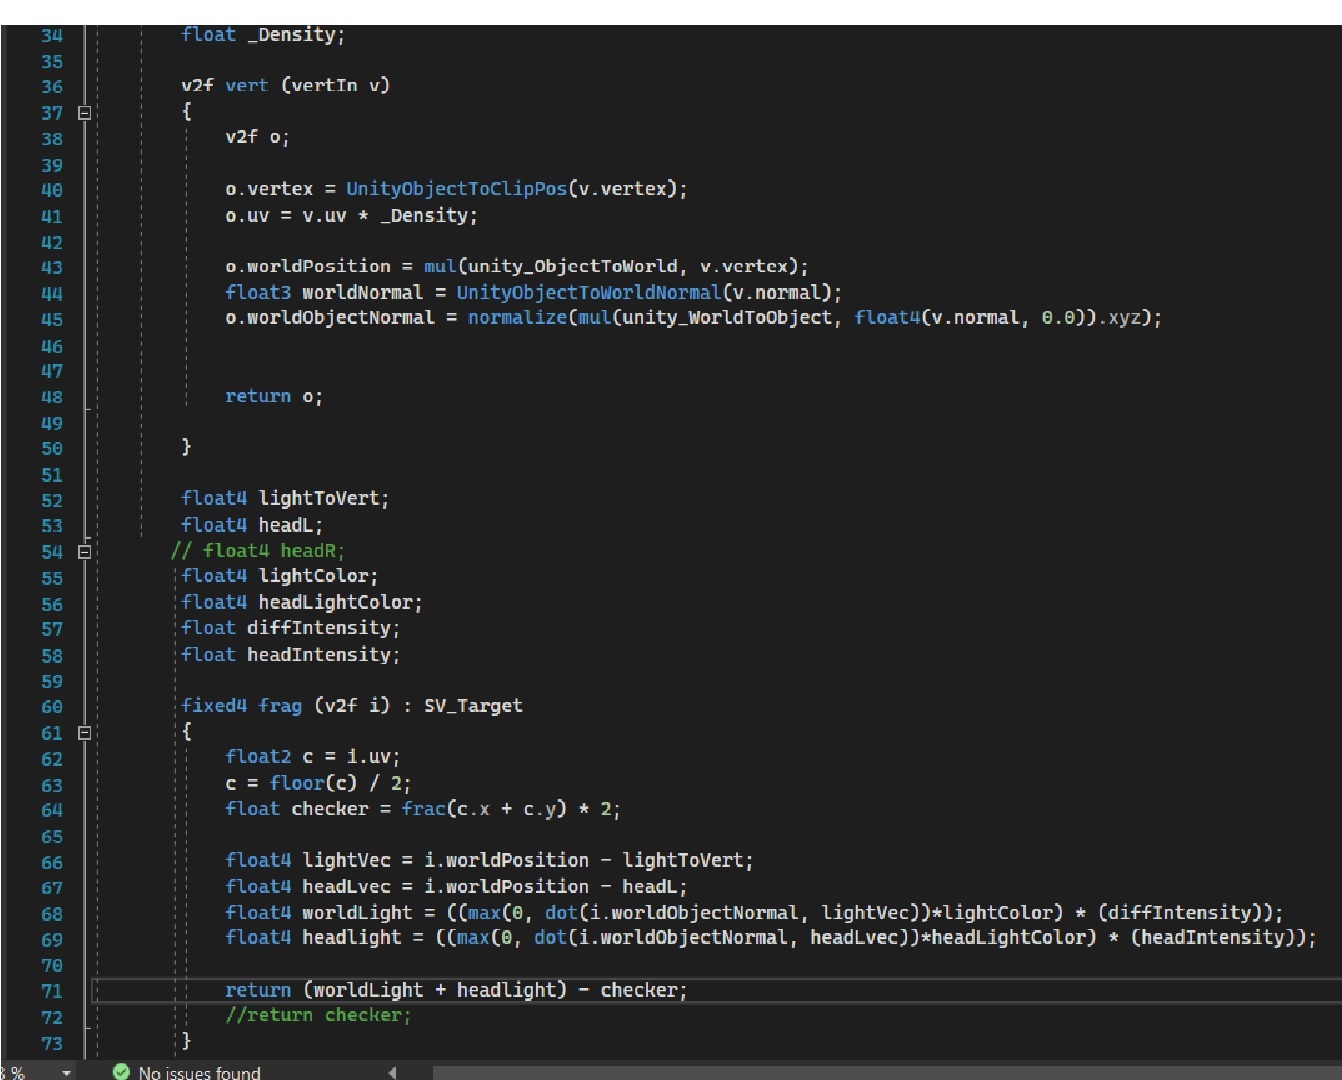 34 float _Density;
35
36 v2f vert (vertIn v)
37 {
38 v2f o;
39
40 o.vertex = UnityObjectToClipPos(v.vertex);
41 o.uv = v.uv * _Density;
42
43 o.worldPosition = mul(unity_ObjectToWorld, v.vertex);
44 float3 worldNormal = UnityObjectToWorldNormal(v.normal);
45 o.worldObjectNormal = normalize(mul(unity_WorldToObject, float4(v.normal, 0.0)).xyz);
46
47
48 return o;
49
50 }
51
52 float4 lightToVert;
53 float4 headL;
54 // float4 headR;
55 float4 lightColor;
56 float4 headLightColor;
57 float diffIntensity;
58 float headIntensity;
59
60 fixed4 frag (v2f i) : SV_Target
61 {
62 float2 c = i.uv;
63 c = floor(c) / 2;
64 float checker = frac(c.x + c.y) * 2;
65
66 float4 lightVec = i.worldPosition - lightToVert;
67 float4 headLvec = i.worldPosition - headL;
68 float4 worldLight = ((max(0, dot(i.worldObjectNormal, lightVec))*lightColor) * (diffIntensity));
69 float4 headlight = ((max(0, dot(i.worldObjectNormal, headLvec))*headLightColor) * (headIntensity));
70
71 return (worldLight + headlight) - checker;
72 //return checker;
73 }
% No issues found